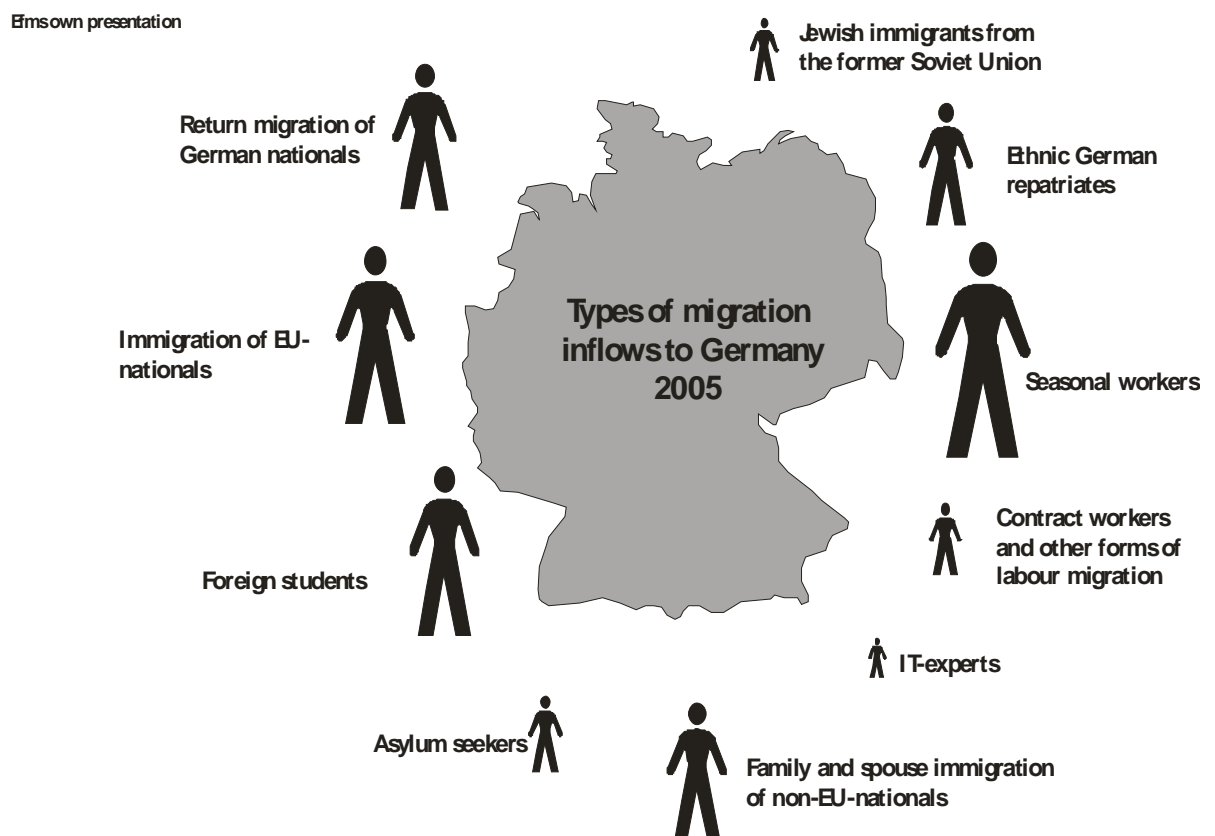 Efms own presentation
Jewish immigrants from
the former Soviet Union
Return migration of
German nationals
Ethnic German
repatriates
Types of migration
inflows to Germany
2005
Immigration of EU-
nationals
Seasonal workers
Contract workers
and other forms of
labour migration
Foreign students
IT-experts
Asylum seekers
Family and spouse immigration
of non-EU-nationals